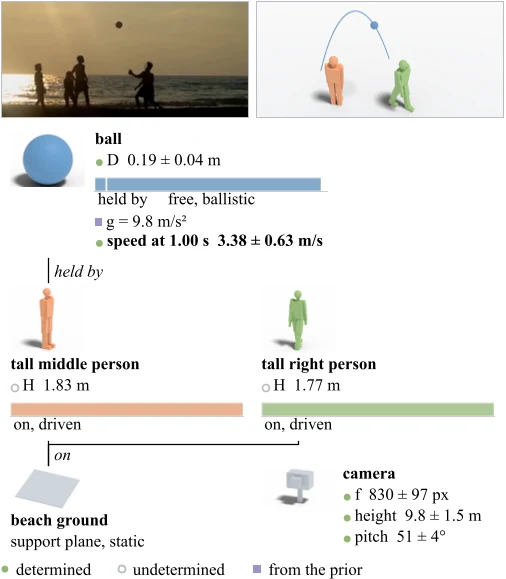 ball
D 0.19 ± 0.04 m
held by free, ballistic
g = 9.8 m/s²
speed at 1.00 s 3.38 ± 0.63 m/s
held by
tall middle person
H 1.83 m
on, driven
tall right person
H 1.77 m
on, driven
on
beach ground
support plane, static
camera
f 830 ± 97 px
height 9.8 ± 1.5 m
pitch 51 ± 4°
determined undetermined from the prior